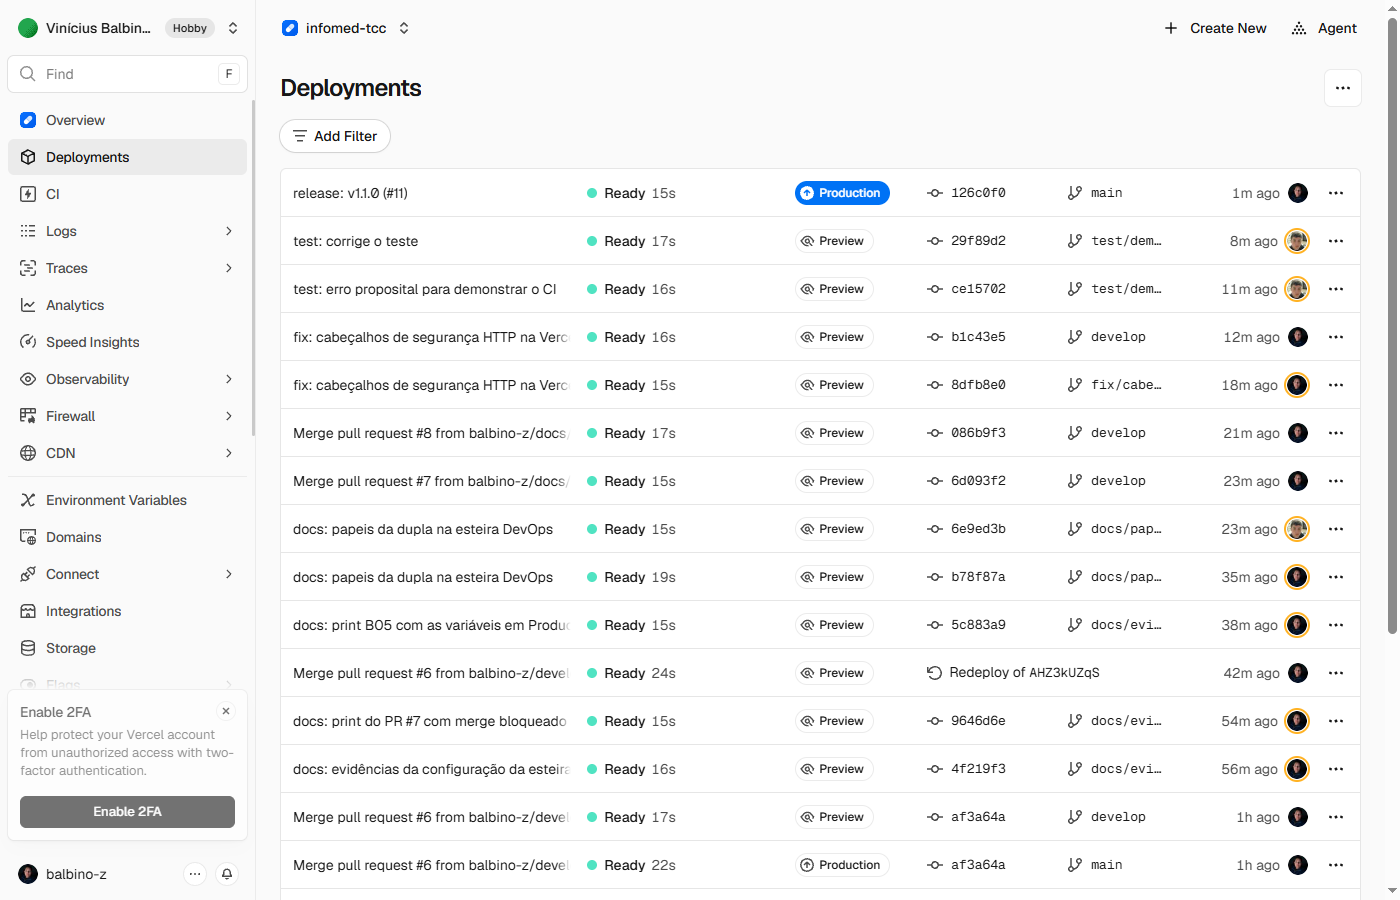 Vinícius Balbin... Hobby
Find F
Overview
Deployments
CI
Logs
Traces
Analytics
Speed Insights
Observability
Firewall
CDN
Environment Variables
Domains
Connect
Integrations
Storage
Flags
Enable 2FA
Help protect your Vercel account
from unauthorized access with two-
factor authentication.
Enable 2FA
balbino-z
infomed-tcc
Create New Agent
Deployments
Add Filter
release: v1.1.0 (#11) Ready 15s Production 126c0f0 main 1m ago
test: corrige o teste Ready 17s Preview 29f89d2 test/dem… 8m ago
test: erro proposital para demonstrar o CI Ready 16s Preview ce15702 test/dem… 11m ago
fix: cabeçalhos de segurança HTTP na Verc Ready 16s Preview b1c43e5 develop 12m ago
fix: cabeçalhos de segurança HTTP na Verc Ready 15s Preview 8dfb8e0 fix/cabe… 18m ago
Merge pull request #8 from balbino-z/docs/ Ready 17s Preview 086b9f3 develop 21m ago
Merge pull request #7 from balbino-z/docs/ Ready 15s Preview 6d093f2 develop 23m ago
docs: papeis da dupla na esteira DevOps Ready 15s Preview 6e9ed3b docs/pap… 23m ago
docs: papeis da dupla na esteira DevOps Ready 19s Preview b78f87a docs/pap… 35m ago
docs: print B05 com as variáveis em Produc Ready 15s Preview 5c883a9 docs/evi… 38m ago
Merge pull request #6 from balbino-z/devel Ready 24s Preview Redeploy of AHZ3kUZqS 42m ago
docs: print do PR #7 com merge bloqueado Ready 15s Preview 9646d6e docs/evi… 54m ago
docs: evidências da configuração da esteira Ready 16s Preview 4f219f3 docs/evi… 56m ago
Merge pull request #6 from balbino-z/devel Ready 17s Preview af3a64a develop 1h ago
Merge pull request #6 from balbino-z/devel Ready 22s Production af3a64a main 1h ago